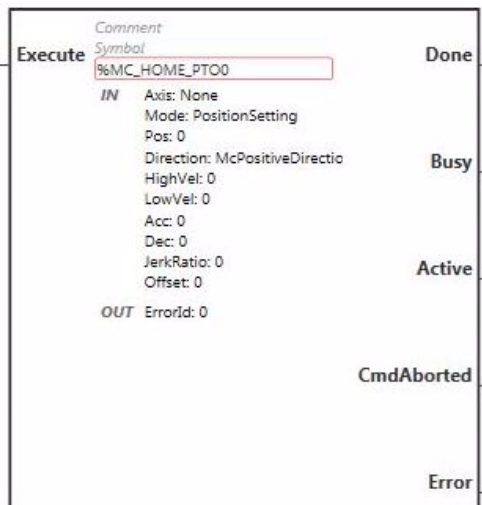 Comment
Execute Symbol Done
%MC_HOME_PTO0
IN Axis: None
Mode: PositionSetting
Pos: 0
Direction: McPositiveDirectio
Busy
HighVel: 0
LowVel: 0
Acc: 0
Dec: 0
JerkRatio: 0
Active
Offset: 0
OUT ErrorId: 0
CmdAborted
Error